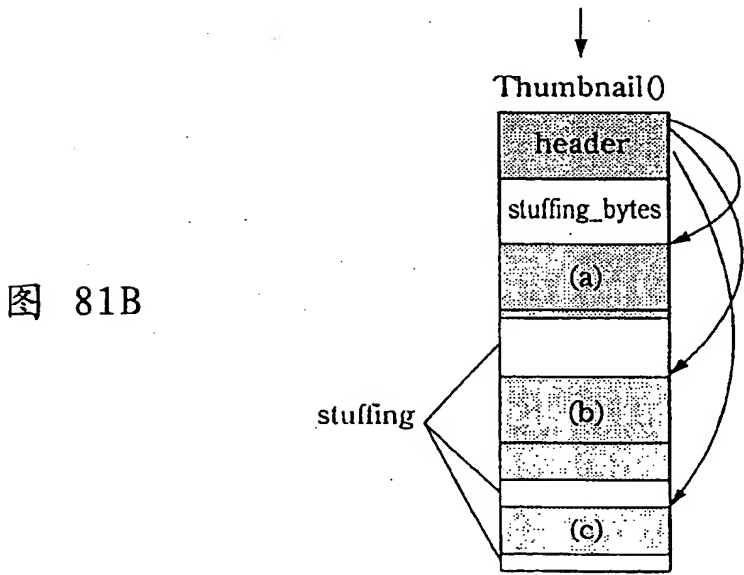 Thumbnail()
header
stuffing_bytes
(a)
图 81B
(b)
stuffing
(c)